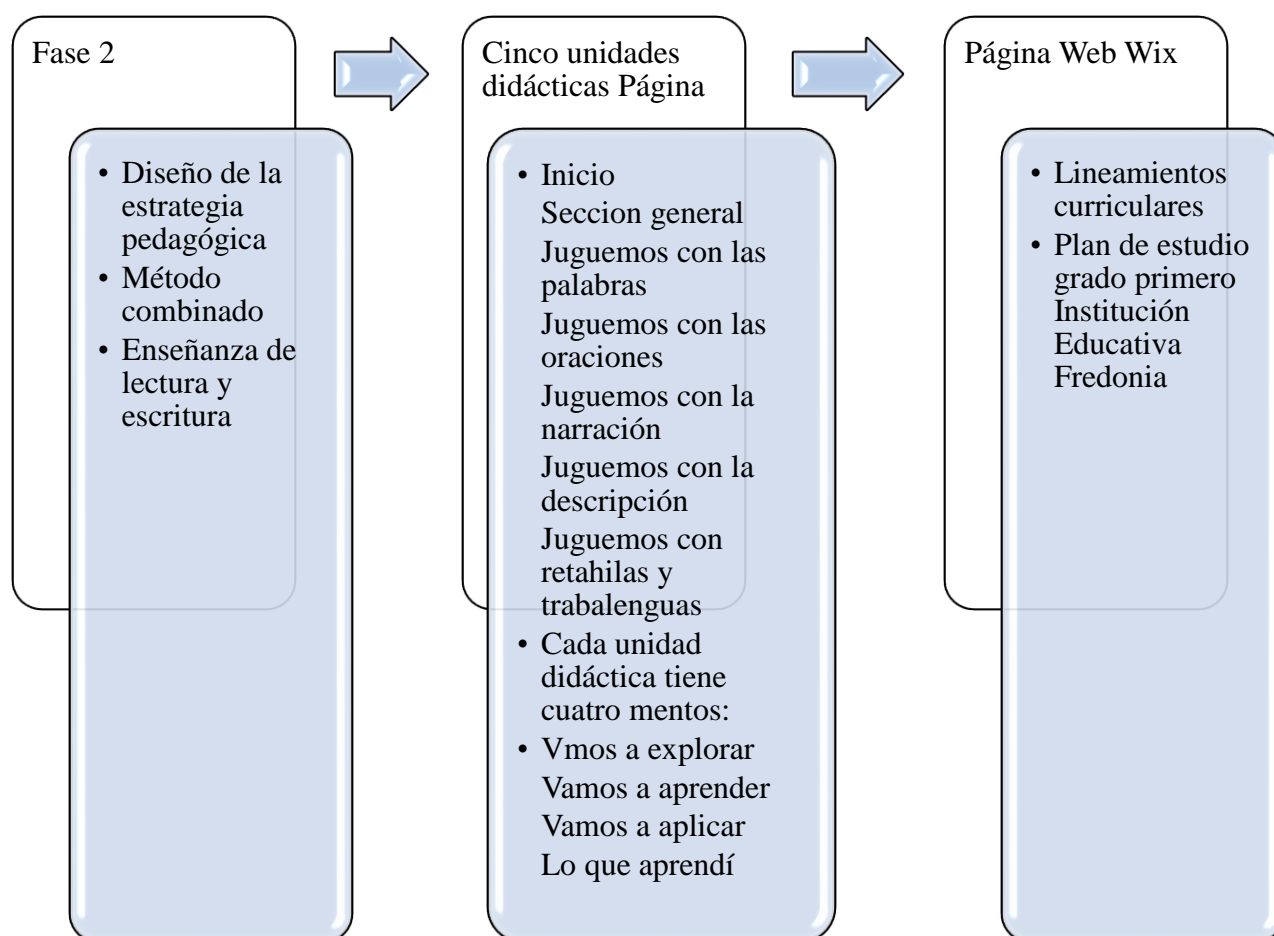 Fase 2
• Diseño de la
estrategia
pedagógica
• Método
combinado
• Enseñanza de
lectura y
escritura
Cinco unidades
didácticas Página
• Inicio
Seccion general
Juguemos con las
palabras
Juguemos con las
oraciones
Juguemos con la
narración
Juguemos con la
descripción
Juguemos con
retahilas y
trabalenguas
• Cada unidad
didáctica tiene
cuatro mentos:
• Vmos a explorar
Vamos a aprender
Vamos a aplicar
Lo que aprendí
Página Web Wix
• Lineamientos
curriculares
• Plan de estudio
grado primero
Institución
Educativa
Fredonia